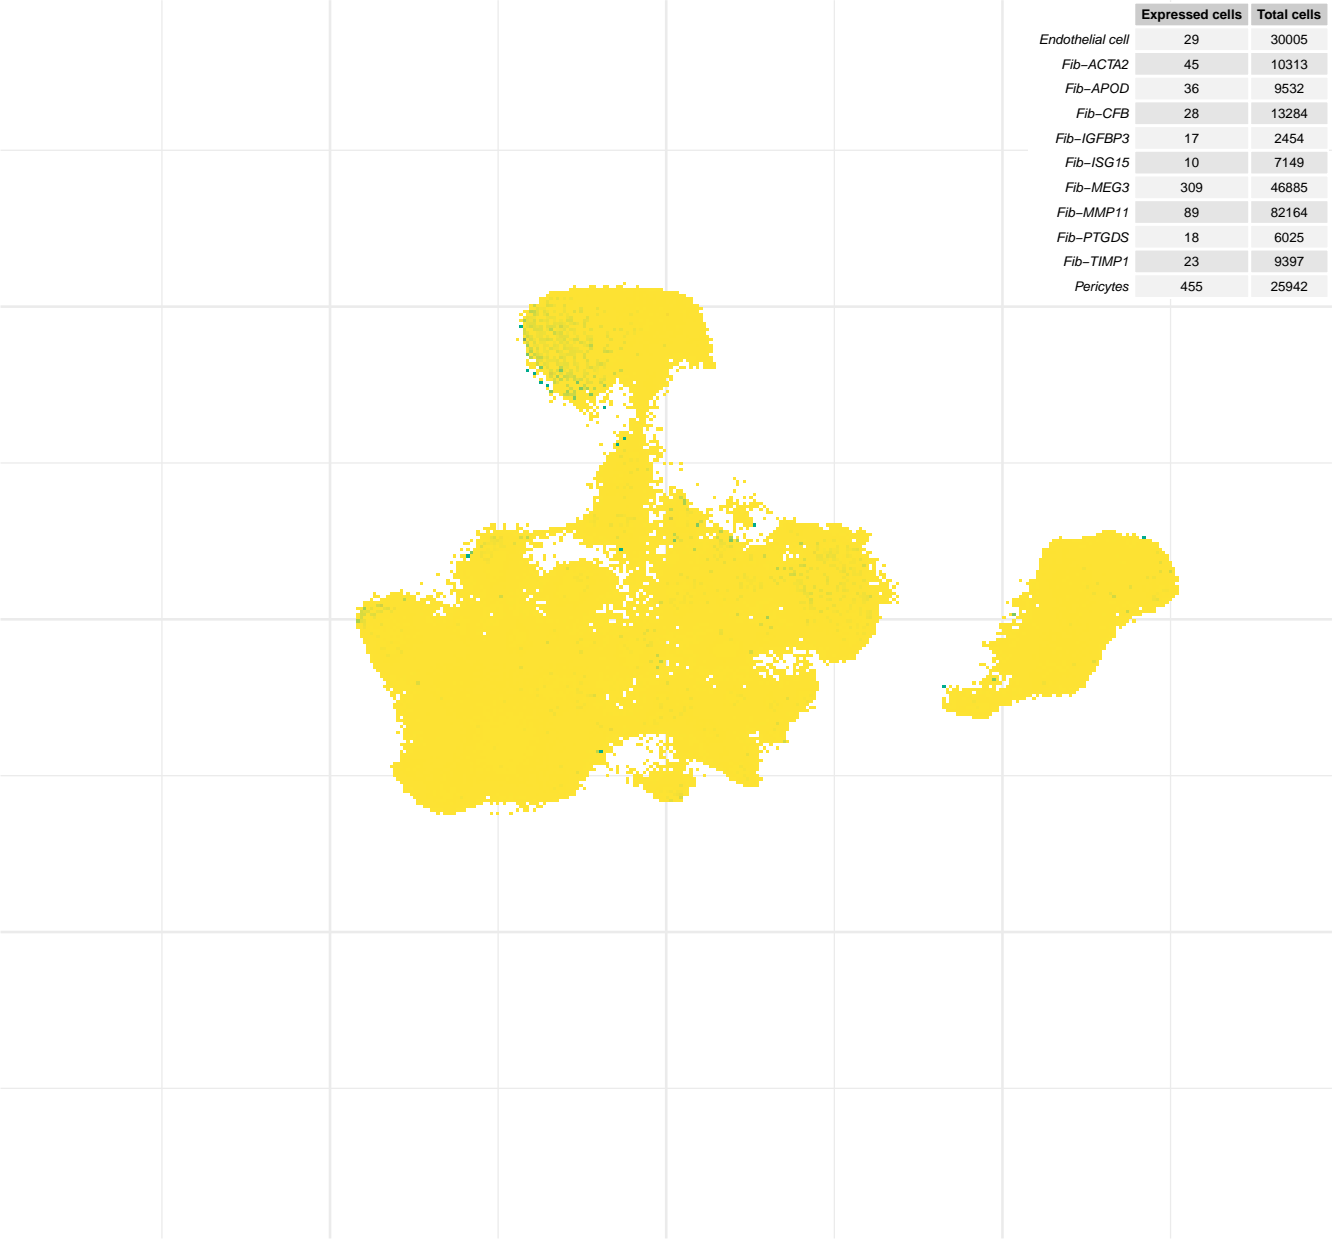 Expressed cells Total cells
Endothelial cell 29 30005
Fib−ACTA2 45 10313
Fib−APOD 36 9532
Fib−CFB 28 13284
Fib−IGFBP3 17 2454
Fib−ISG15 10 7149
Fib−MEG3 309 46885
Fib−MMP11 89 82164
Fib−PTGDS 18 6025
Fib−TIMP1 23 9397
Pericytes 455 25942